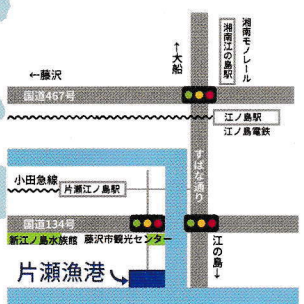 湘南モノレール
湘南江の島駅
↑大船
←藤沢
国道467号
江ノ島駅
江ノ島電鉄
すばな通り
小田急線
片瀬江ノ島駅
国道134号
新江ノ島水族館
藤沢市観光センター
江の島→
片瀬漁港